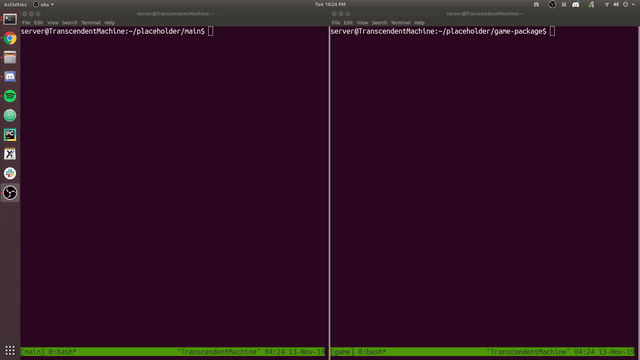 Activities obs Tue 10:24 PM
server@TranscendentMachine: ~
File Edit View Search Terminal Help
server@TranscendentMachine:~/placeholder/main$
[main] 0:bash* "TranscendentMachine" 04:24 13-Nov-19
server@TranscendentMachine: ~
File Edit View Search Terminal Help
server@TranscendentMachine:~/placeholder/game-package$
[game] 0:bash* "TranscendentMachine" 04:24 13-Nov-19